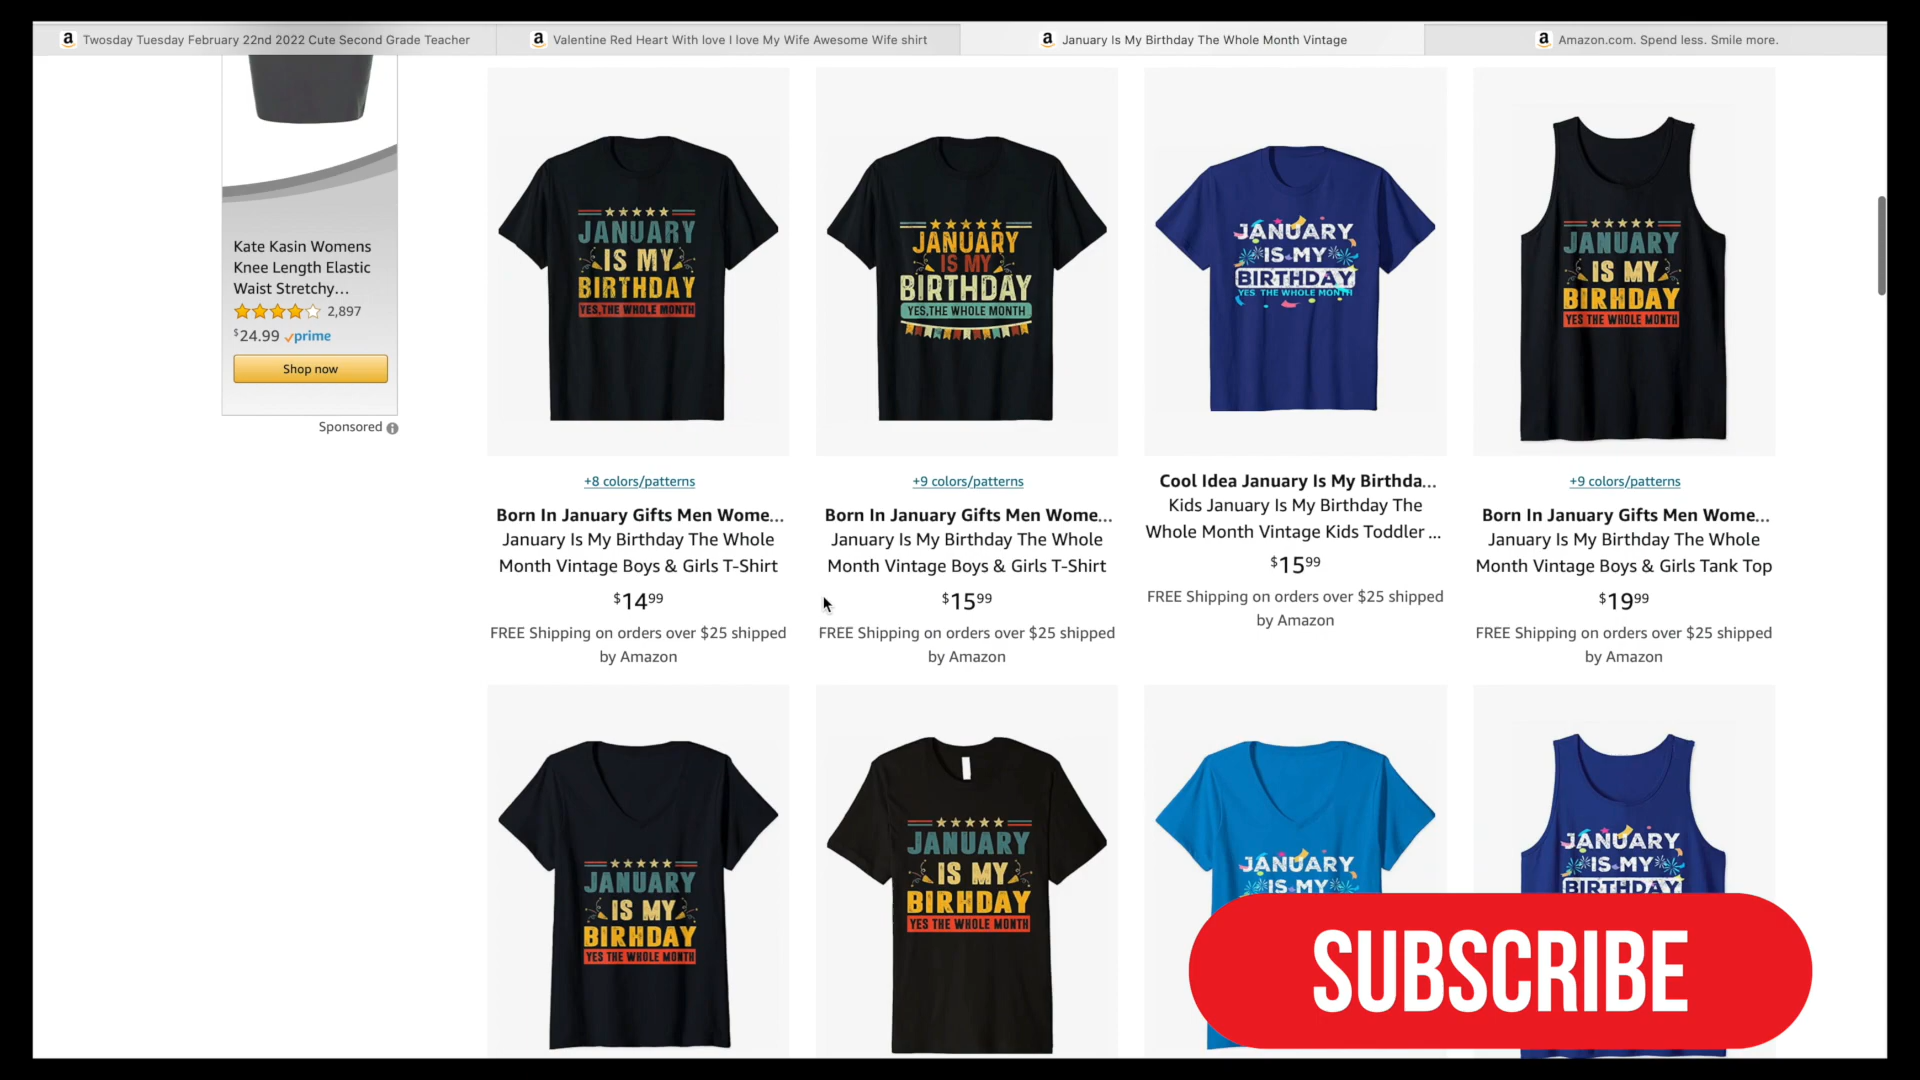 a Twosday Tuesday February 22nd 2022 Cute Second Grade Teacher
a Valentine Red Heart With love I love My Wife Awesome Wife shirt
a January Is My Birthday The Whole Month Vintage
a Amazon.com. Spend less. Smile more.
Kate Kasin Womens
Knee Length Elastic
Waist Stretchy...
2,897
$24.99 prime
Shop now
Sponsored
JANUARY
IS MY
BIRTHDAY
YES,THE WHOLE MONTH
JANUARY
IS MY
BIRTHDAY
YES,THE WHOLE MONTH
JANUARY
IS MY
BIRTHDAY
YES THE WHOLE MONTH
JANUARY
IS MY
BIRHDAY
YES THE WHOLE MONTH
+8 colors/patterns
Born In January Gifts Men Wome...
January Is My Birthday The Whole
Month Vintage Boys & Girls T-Shirt
$1499
FREE Shipping on orders over $25 shipped
by Amazon
+9 colors/patterns
Born In January Gifts Men Wome...
January Is My Birthday The Whole
Month Vintage Boys & Girls T-Shirt
$1599
FREE Shipping on orders over $25 shipped
by Amazon
Cool Idea January Is My Birthda...
Kids January Is My Birthday The
Whole Month Vintage Kids Toddler ...
$1599
FREE Shipping on orders over $25 shipped
by Amazon
+9 colors/patterns
Born In January Gifts Men Wome...
January Is My Birthday The Whole
Month Vintage Boys & Girls Tank Top
$1999
FREE Shipping on orders over $25 shipped
by Amazon
JANUARY
IS MY
BIRHDAY
YES THE WHOLE MONTH
JANUARY
IS MY
BIRHDAY
YES THE WHOLE MONTH
JANUARY
IS MY
JANUARY
IS MY
BIRTHDAY
SUBSCRIBE